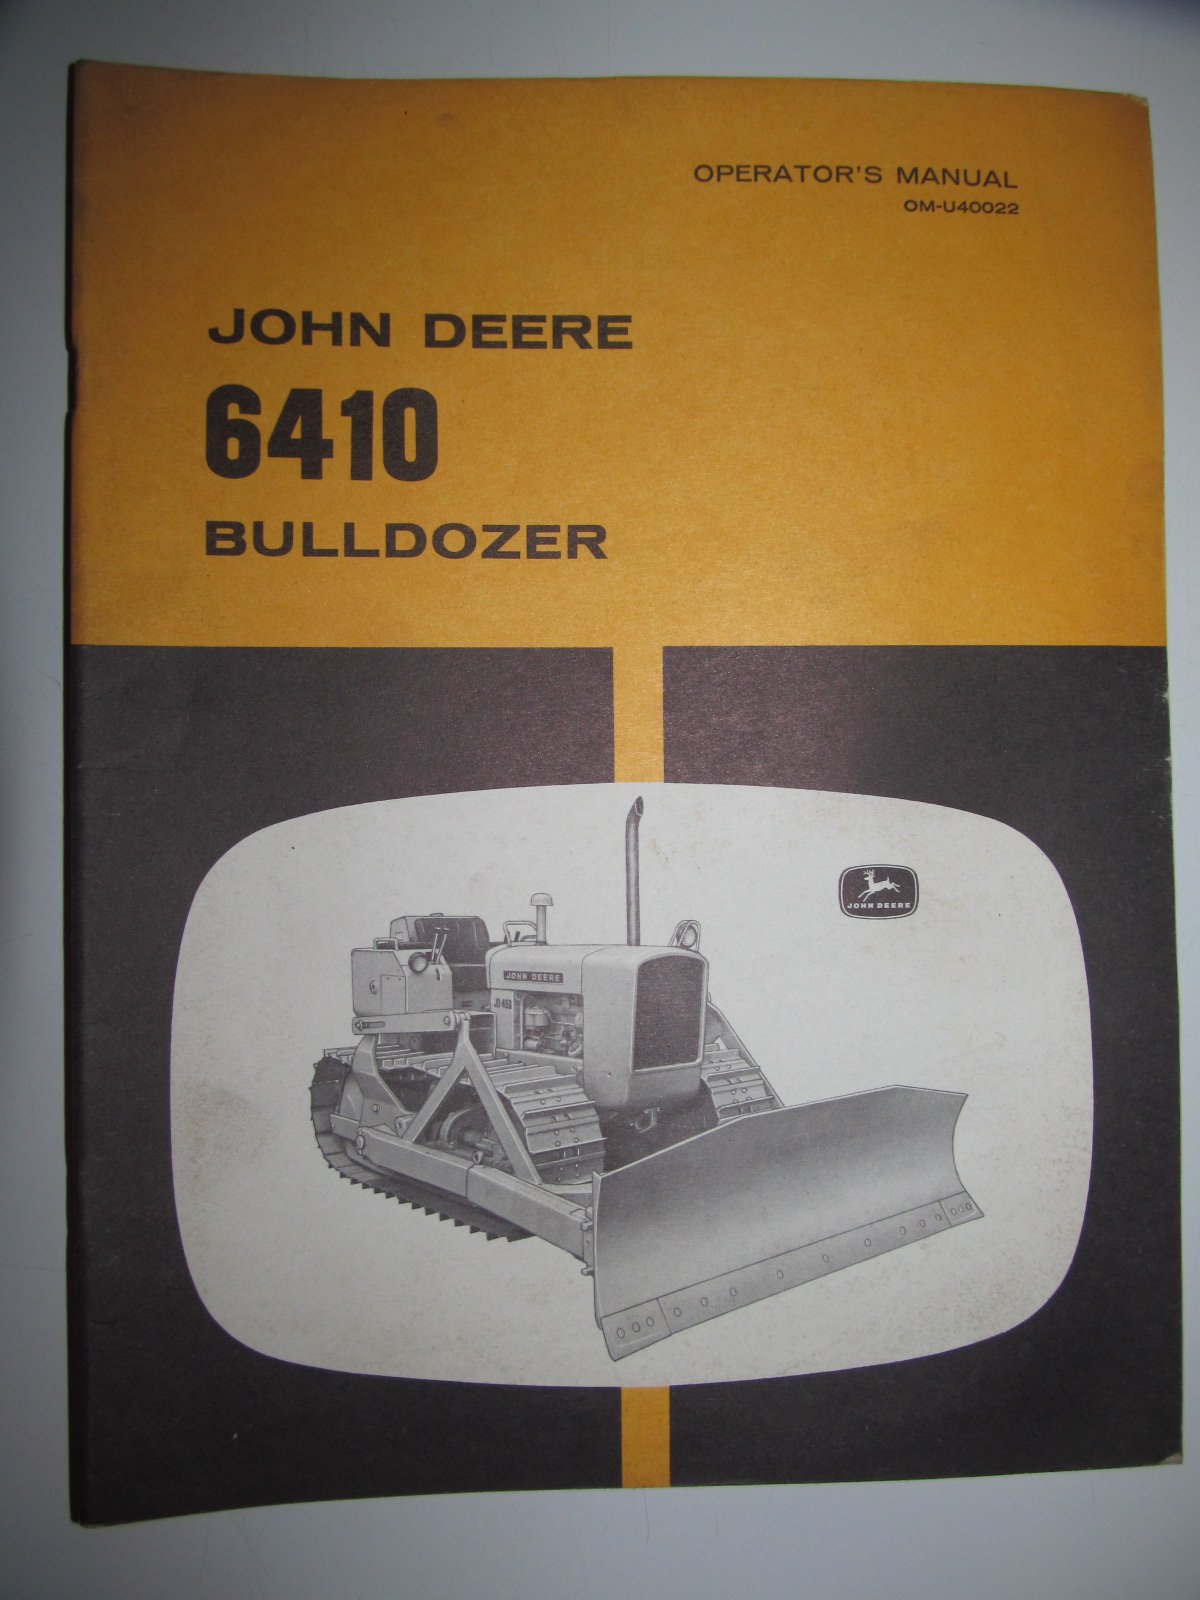 OPERATOR'S MANUAL
OM-U40022
JOHN DEERE
6410
BULLDOZER
JOHN DEERE
JOHN DEERE
JD 450